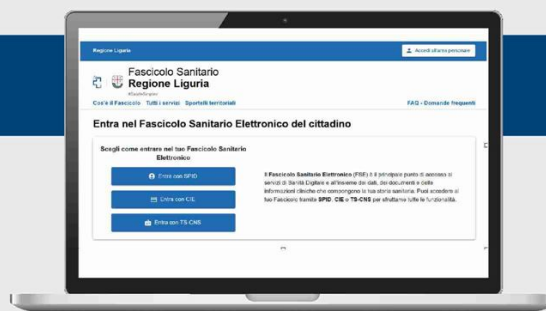 Regione Liguria
Accedi all'area personale
Fascicolo Sanitario
Regione Liguria
Cos'è il Fascicolo Tutti i servizi Sportelli territoriali
FAQ - Domande frequenti
Entra nel Fascicolo Sanitario Elettronico del cittadino
Scegli come entrare nel tuo Fascicolo Sanitario
Elettronico
Entra con SPID
Entra con CIE
Entra con TS-CNS
Il Fascicolo Sanitario Elettronico (FSE) è il principale punto di accesso ai
servizi di Sanità Digitale e all'insieme dei dati, dei documenti e delle
informazioni cliniche che compongono la tua storia sanitaria. Puoi accedere al
tuo Fascicolo tramite SPID, CIE o TS-CNS per sfruttarne tutte le funzionalità.